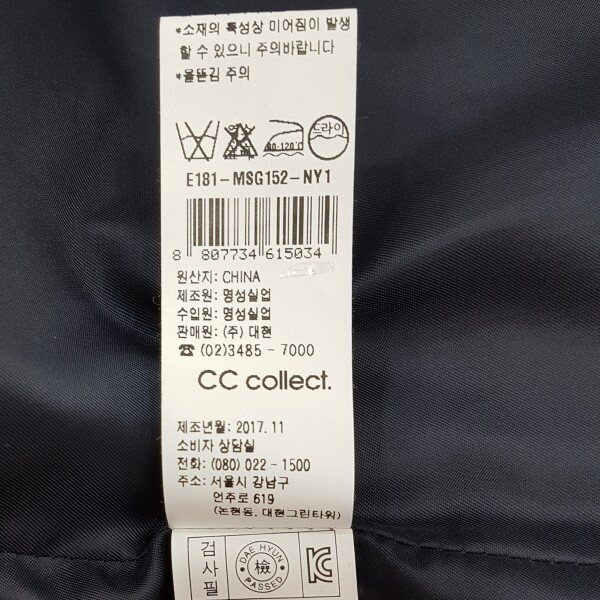 *소재의 특성상 미어짐이 발생
할 수 있으니 주의바랍니다
*올뜯김 주의
드라이
80-120°C
E181-MSG152-NY1
8 807734 615034
원산지: CHINA
제조원: 명성실업
수입원: 명성실업
판매원: (주) 대현
☎ (02)3485-7000
CC collect.
제조년월: 2017.11
소비자 상담실
전화: (080) 022-1500
주소: 서울시 강남구
언주로 619
(논현동, 대현그린타워)
검사필
DAE HYUN
檢
PASSED